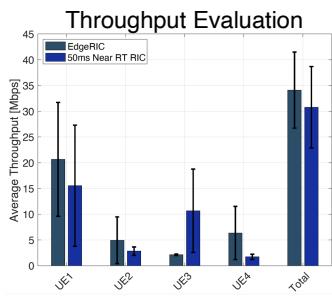 Throughput Evaluation
45
40
35
30
25
20
15
10
5
0
Average Throughput [Mbps]
EdgeRIC
50ms Near RT RIC
UE1
UE2
UE3
UE4
Total